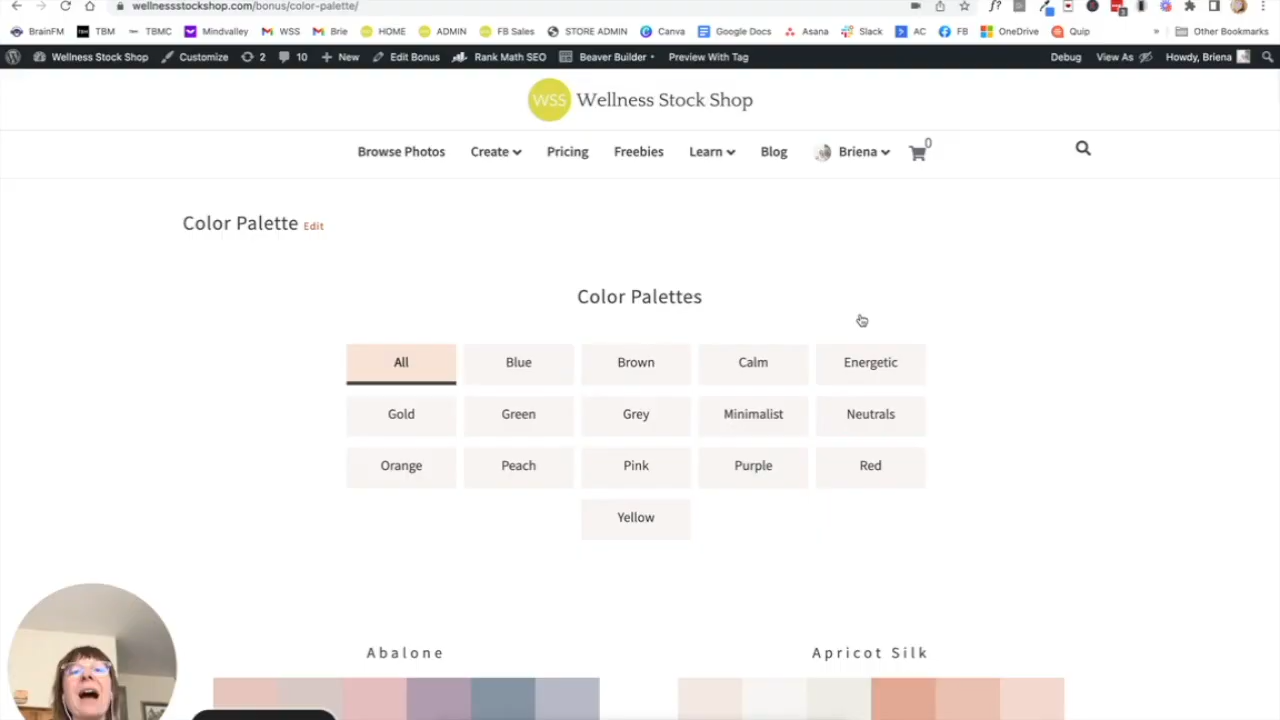 wellnessstockshop.com/bonus/color-palette/
BrainFM TBM TBMC Mindvalley WSS Brie HOME ADMIN FB Sales STORE ADMIN Canva Google Docs Asana Slack AC FB OneDrive Quip » Other Bookmarks
Wellness Stock Shop Customize 2 10 New Edit Bonus Rank Math SEO Beaver Builder Preview With Tag Debug View As Howdy, Briena
WSS Wellness Stock Shop
Browse Photos Create Pricing Freebies Learn Blog Briena 0
Color Palette Edit
Color Palettes
All Blue Brown Calm Energetic
Gold Green Grey Minimalist Neutrals
Orange Peach Pink Purple Red
Yellow
Abalone Apricot Silk